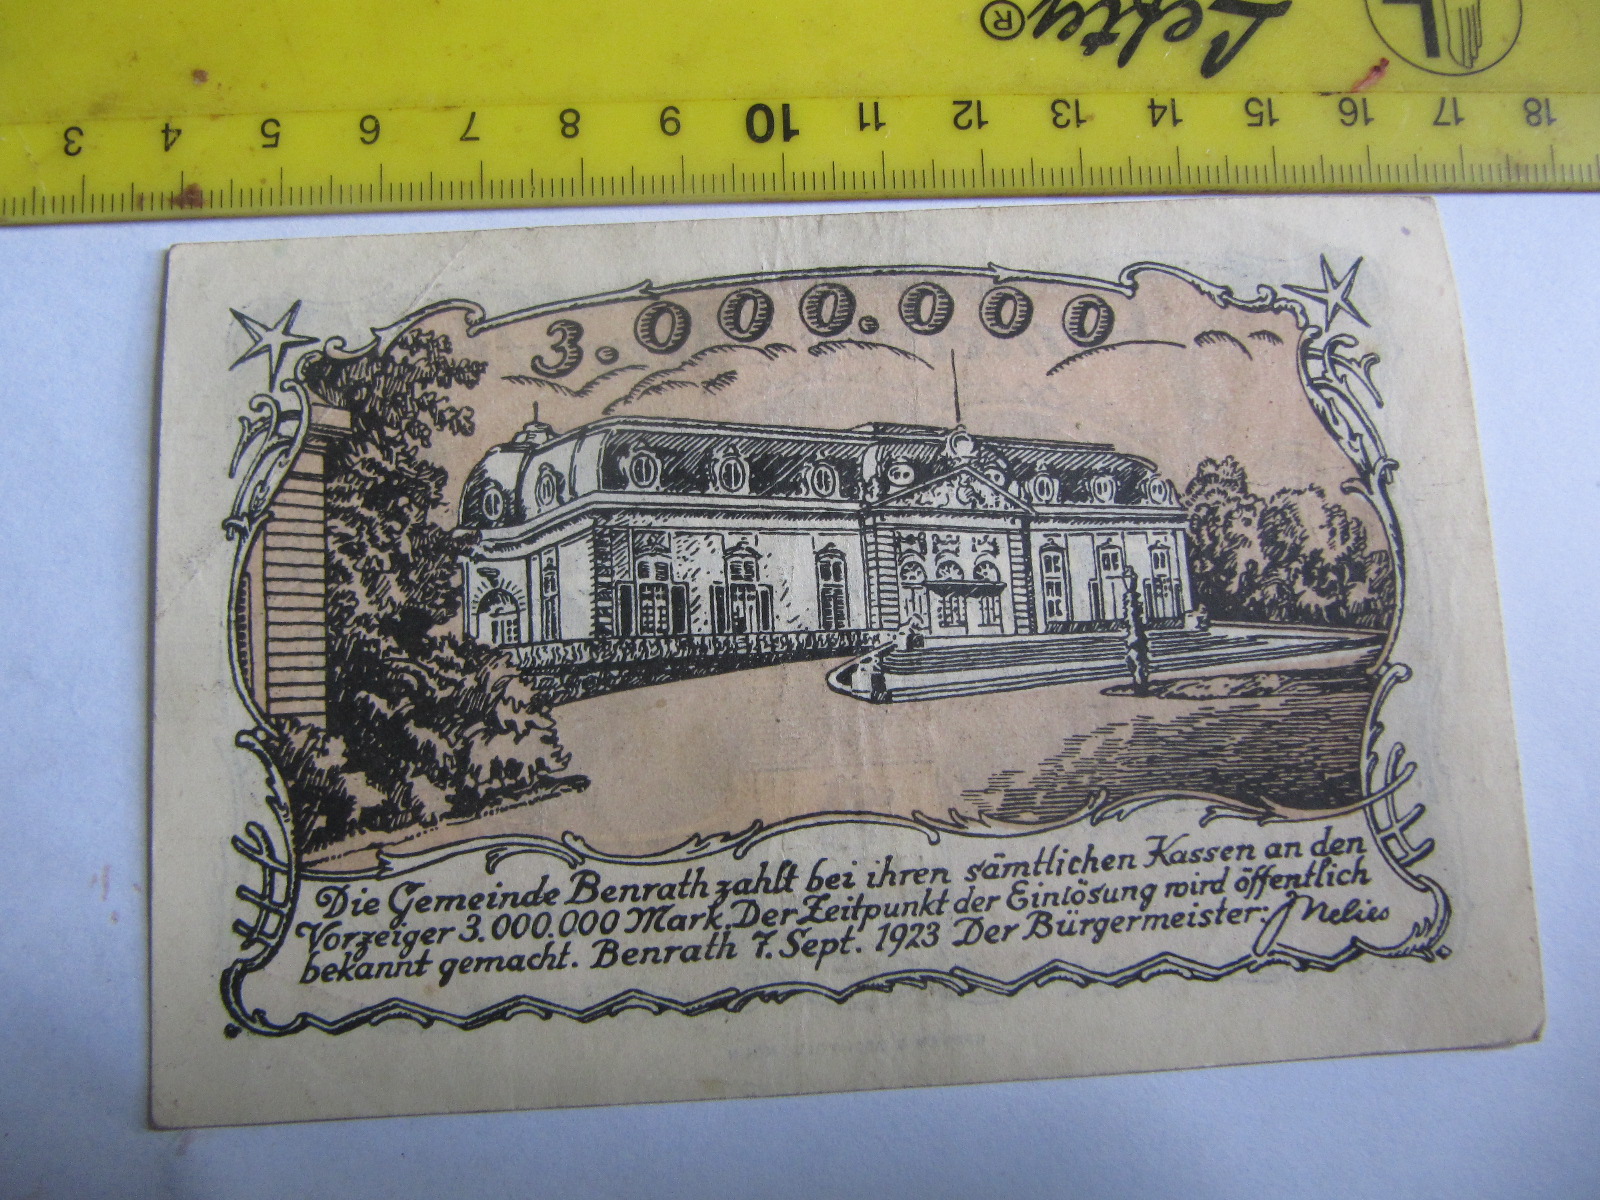 Lefty®
L
3 4 5 6 7 8 9 10 11 12 13 14 15 16 17 18
3.000.000
Die Gemeinde Benrath zahlt bei ihren sämtlichen Kassen an den
Vorzeiger 3.000.000 Mark. Der Zeitpunkt der Einlösung wird öffentlich
bekannt gemacht. Benrath 7. Sept. 1923 Der Bürgermeister: Melies